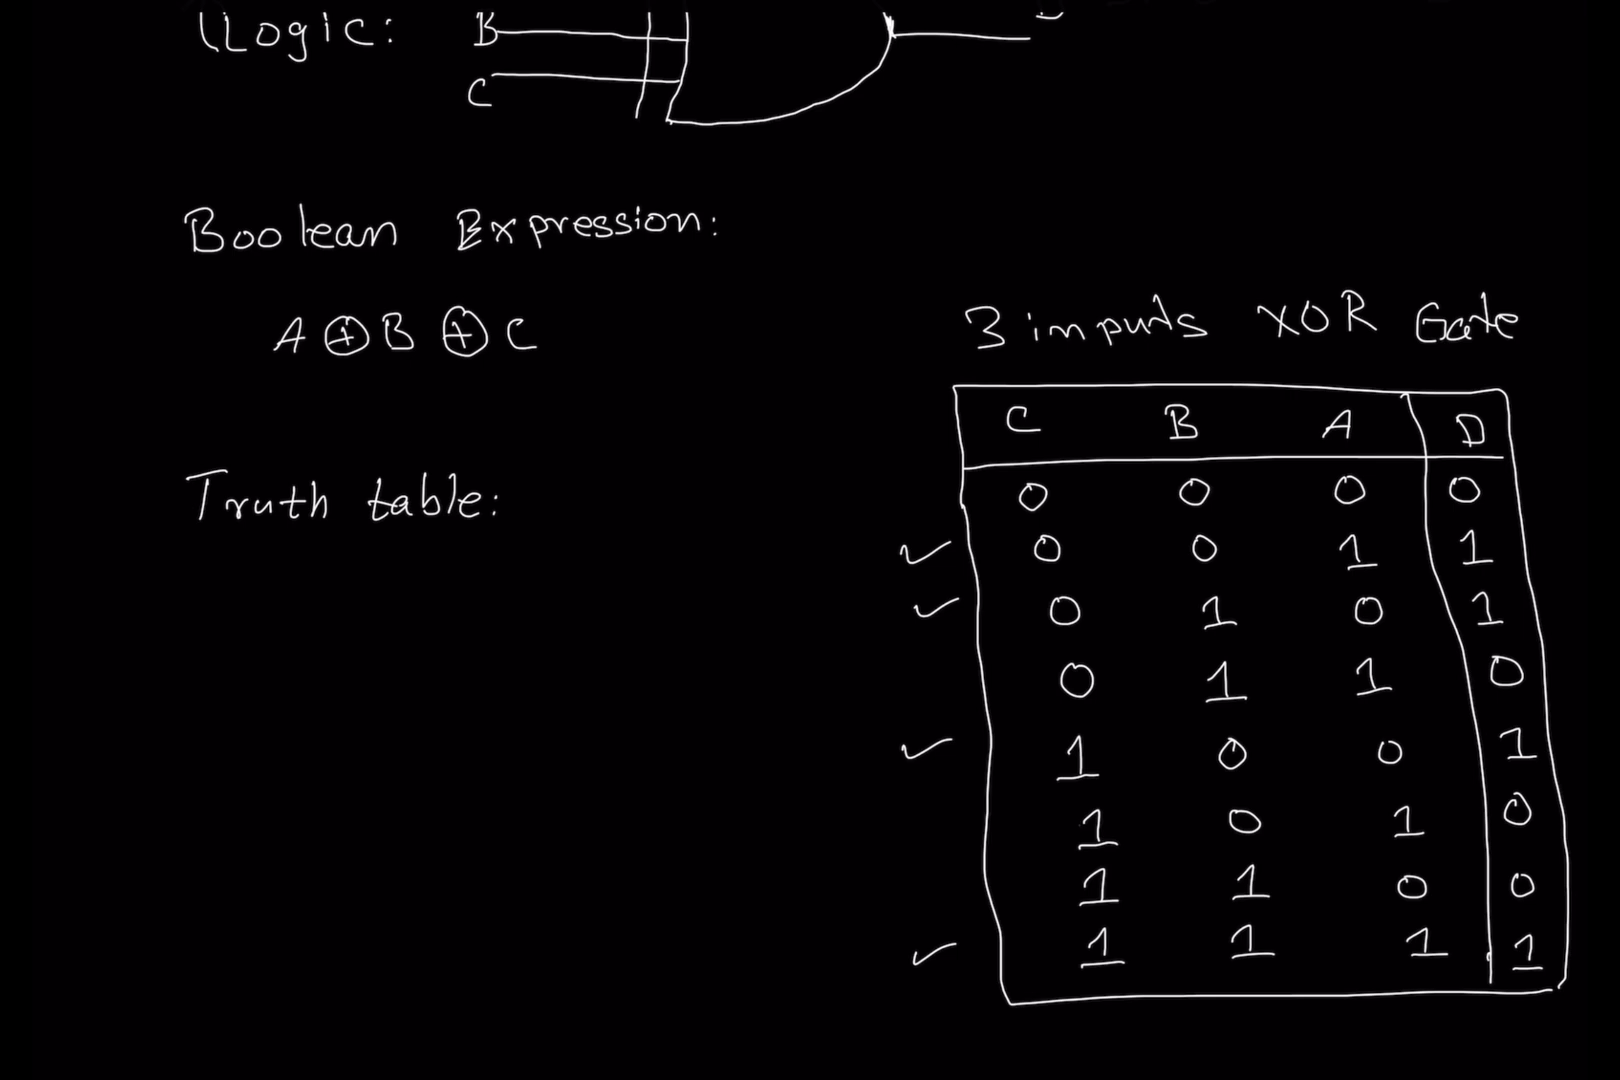 Logic: B
C
Boolean Expression:
A ⊕ B ⊕ C
3 imputs XOR Gate
C B A D
Truth table:
0 0 0 0
✓ 0 0 1 1
✓ 0 1 0 1
0 1 1 0
✓ 1 0 0 1
1 0 1 0
1 1 0 0
✓ 1 1 1 1